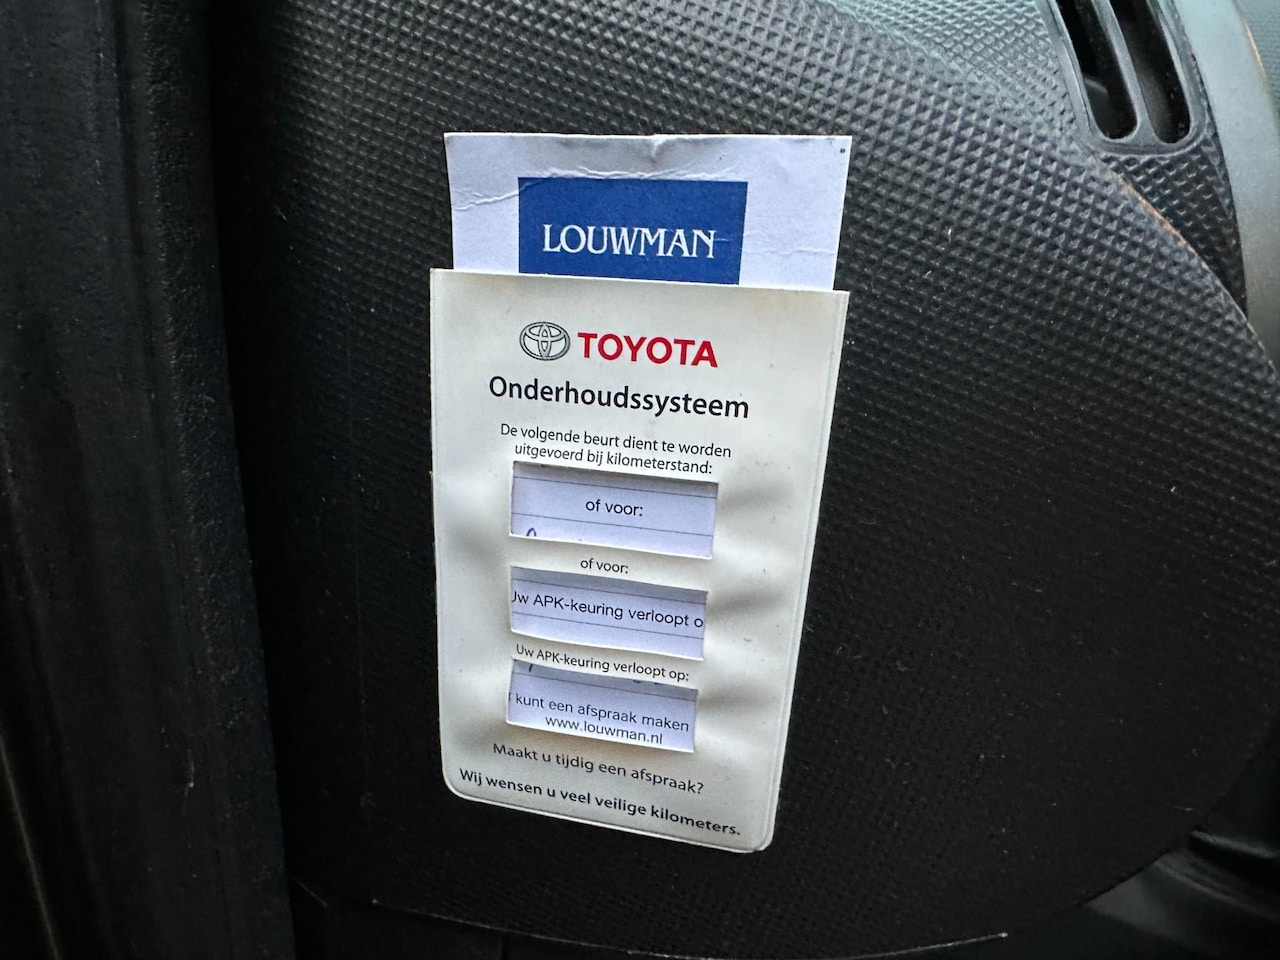 LOUWMAN
TOYOTA
Onderhoudssysteem
De volgende beurt dient te worden
uitgevoerd bij kilometerstand:
of voor:
of voor:
Uw APK-keuring verloopt o
Uw APK-keuring verloopt op:
kunt een afspraak maken
www.louwman.nl
Maakt u tijdig een afspraak?
Wij wensen u veel veilige kilometers.